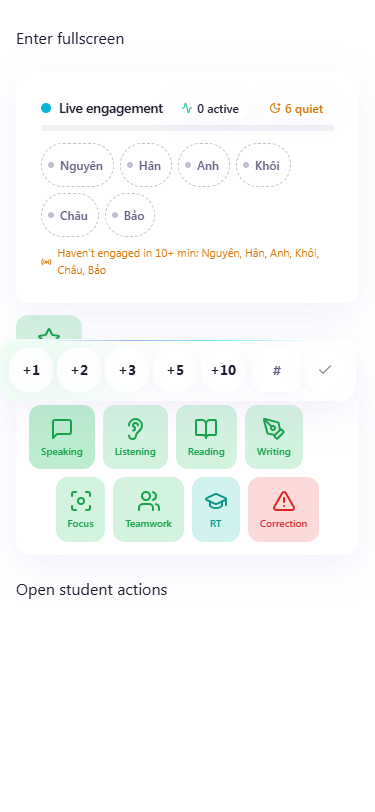 Enter fullscreen
Live engagement 0 active 6 quiet
Nguyên Hân Anh Khôi
Châu Bảo
Haven't engaged in 10+ min: Nguyên, Hân, Anh, Khôi,
Châu, Bảo
+1 +2 +3 +5 +10 #
Speaking Listening Reading Writing
Focus Teamwork RT Correction
Open student actions